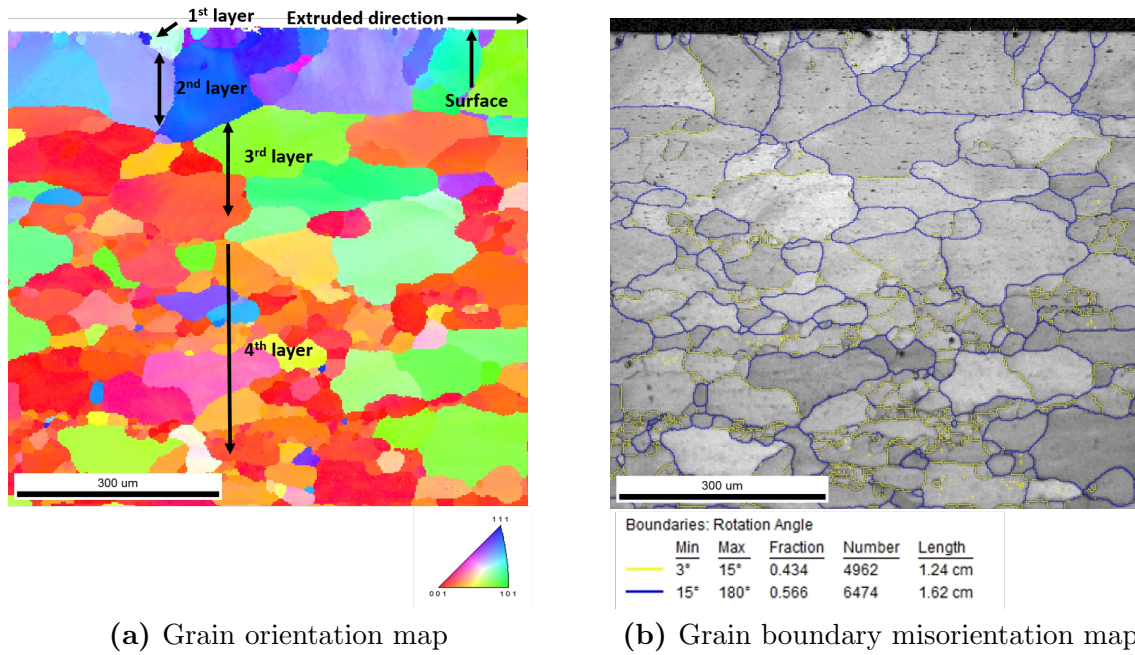 1st layer
Extruded direction
2nd layer
Surface
3rd layer
4th layer
300 um
111
001
101
(a) Grain orientation map
300 um
Boundaries: Rotation Angle
Min Max Fraction Number Length
3° 15° 0.434 4962 1.24 cm
15° 180° 0.566 6474 1.62 cm
(b) Grain boundary misorientation map